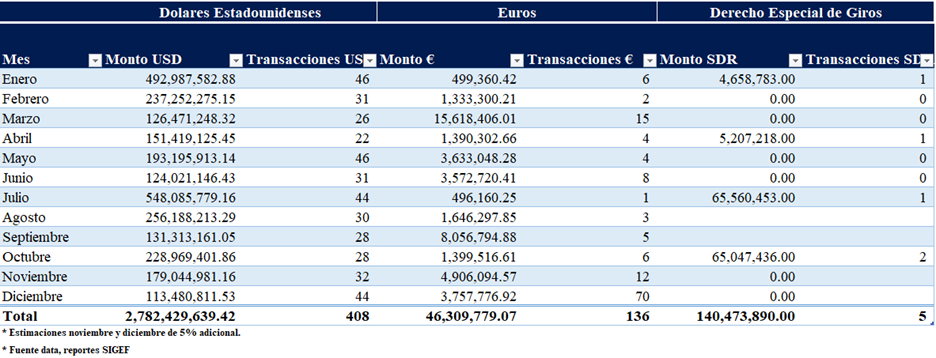 Dolares Estadounidenses Euros Derecho Especial de Giros
Mes Monto USD Transacciones US Monto € Transacciones € Monto SDR Transacciones SD
Enero 492,987,582.88 46 499,360.42 6 4,658,783.00 1
Febrero 237,252,275.15 31 1,333,300.21 2 0.00 0
Marzo 126,471,248.32 26 15,618,406.01 15 0.00 0
Abril 151,419,125.45 22 1,390,302.66 4 5,207,218.00 1
Mayo 193,195,913.14 46 3,633,048.28 4 0.00 0
Junio 124,021,146.43 31 3,572,720.41 8 0.00 0
Julio 548,085,779.16 44 496,160.25 1 65,560,453.00 1
Agosto 256,188,213.29 30 1,646,297.85 3
Septiembre 131,313,161.05 28 8,056,794.88 5
Octubre 228,969,401.86 28 1,399,516.61 6 65,047,436.00 2
Noviembre 179,044,981.16 32 4,906,094.57 12 0.00
Diciembre 113,480,811.53 44 3,757,776.92 70 0.00
Total 2,782,429,639.42 408 46,309,779.07 136 140,473,890.00 5
* Estimaciones noviembre y diciembre de 5% adicional.
* Fuente data, reportes SIGEF